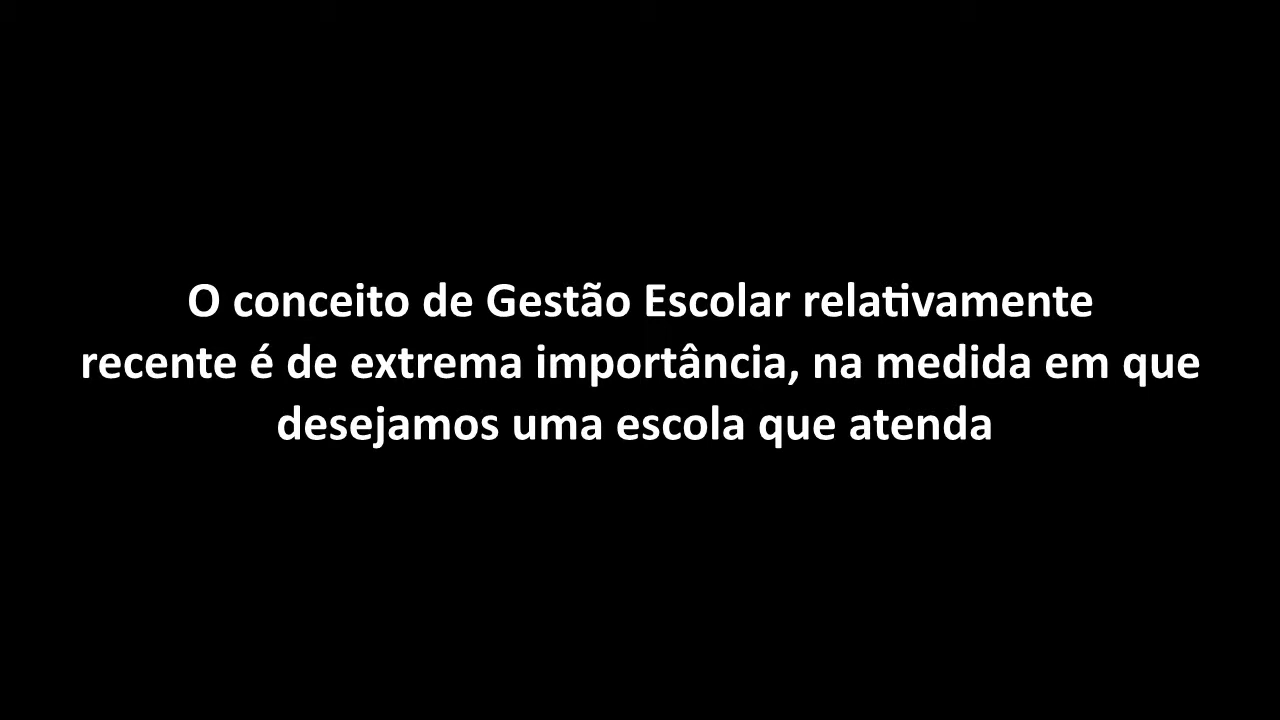 O conceito de Gestão Escolar relativamente
recente é de extrema importância, na medida em que
desejamos uma escola que atenda